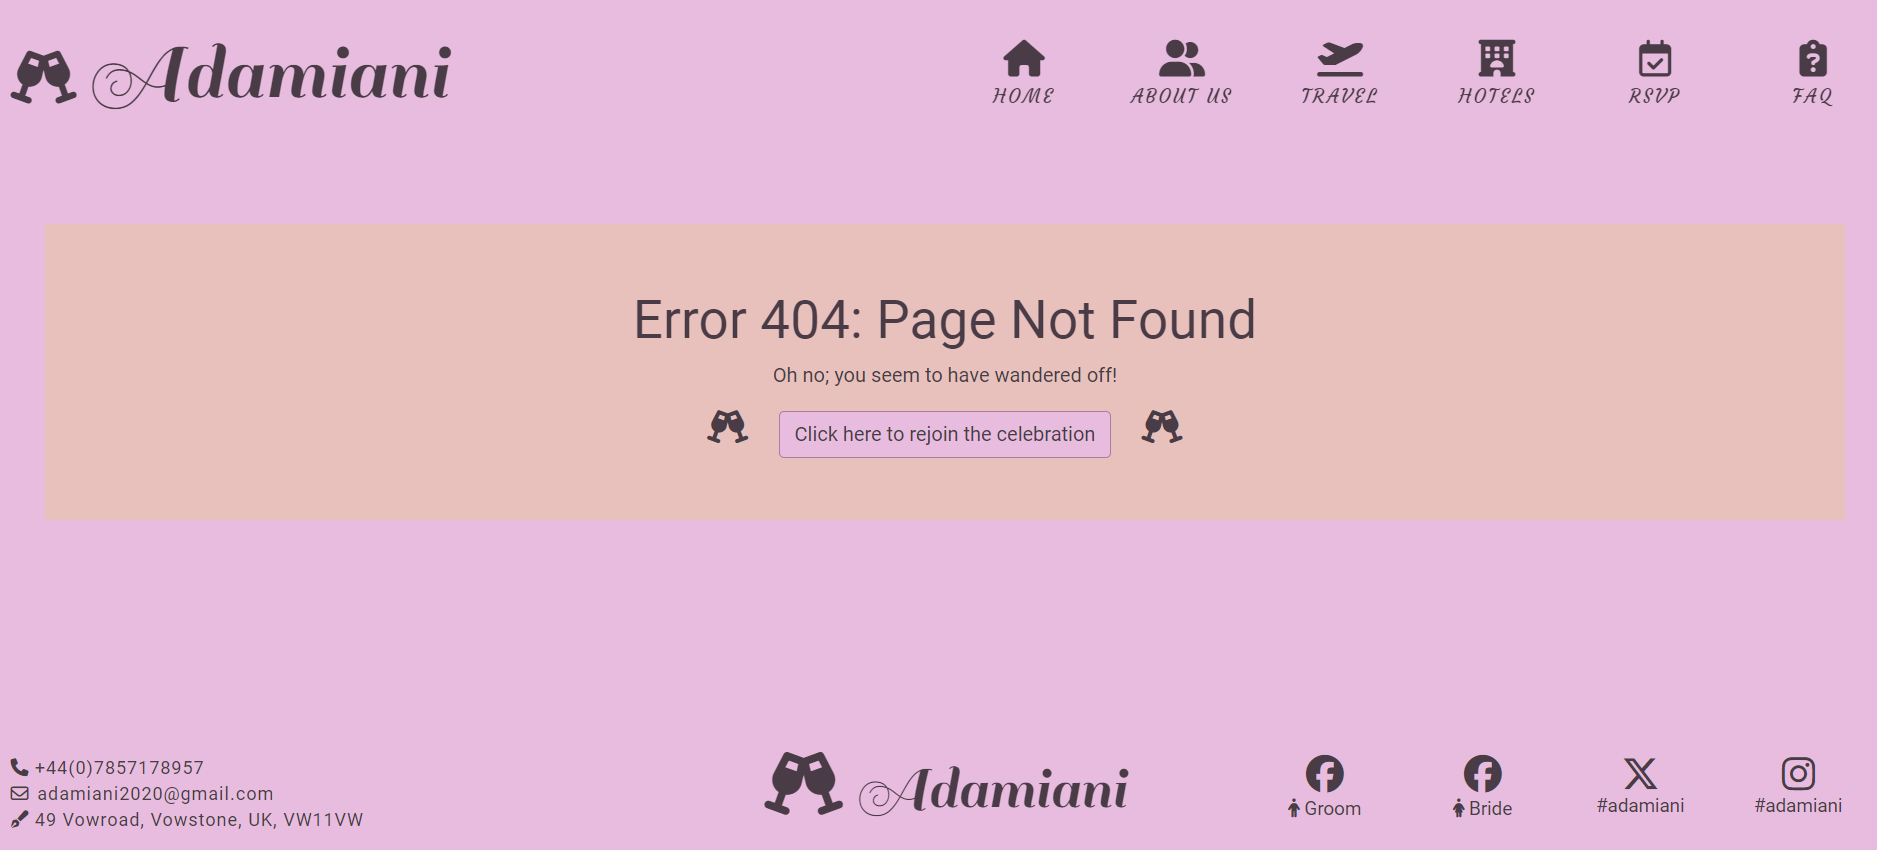 Adamiani
HOME ABOUT US TRAVEL HOTELS RSVP FAQ
Error 404: Page Not Found
Oh no; you seem to have wandered off!
Click here to rejoin the celebration
+44(0)7857178957
adamiani2020@gmail.com
49 Vowroad, Vowstone, UK, VW11VW
Adamiani
Groom Bride #adamiani #adamiani